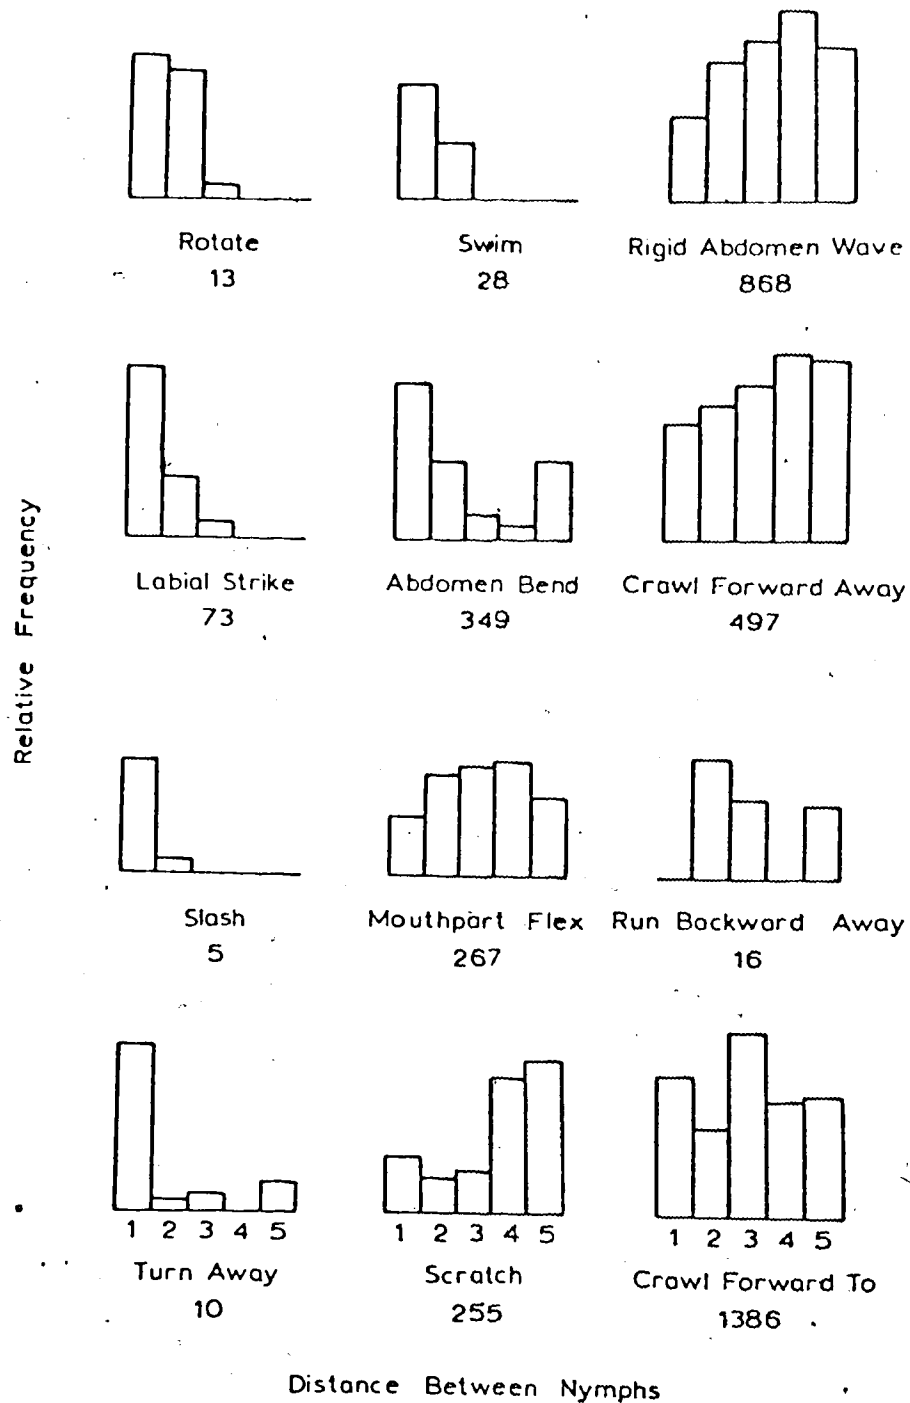 Rotate
13
Swim
28
Rigid Abdomen Wave
868
Labial Strike
73
Abdomen Bend
349
Crawl Forward Away
497
Relative Frequency
Slash
5
Mouthpart Flex
267
Run Backward Away
16
1 2 3 4 5
Turn Away
10
1 2 3 4 5
Scratch
255
1 2 3 4 5
Crawl Forward To
1386
Distance Between Nymphs